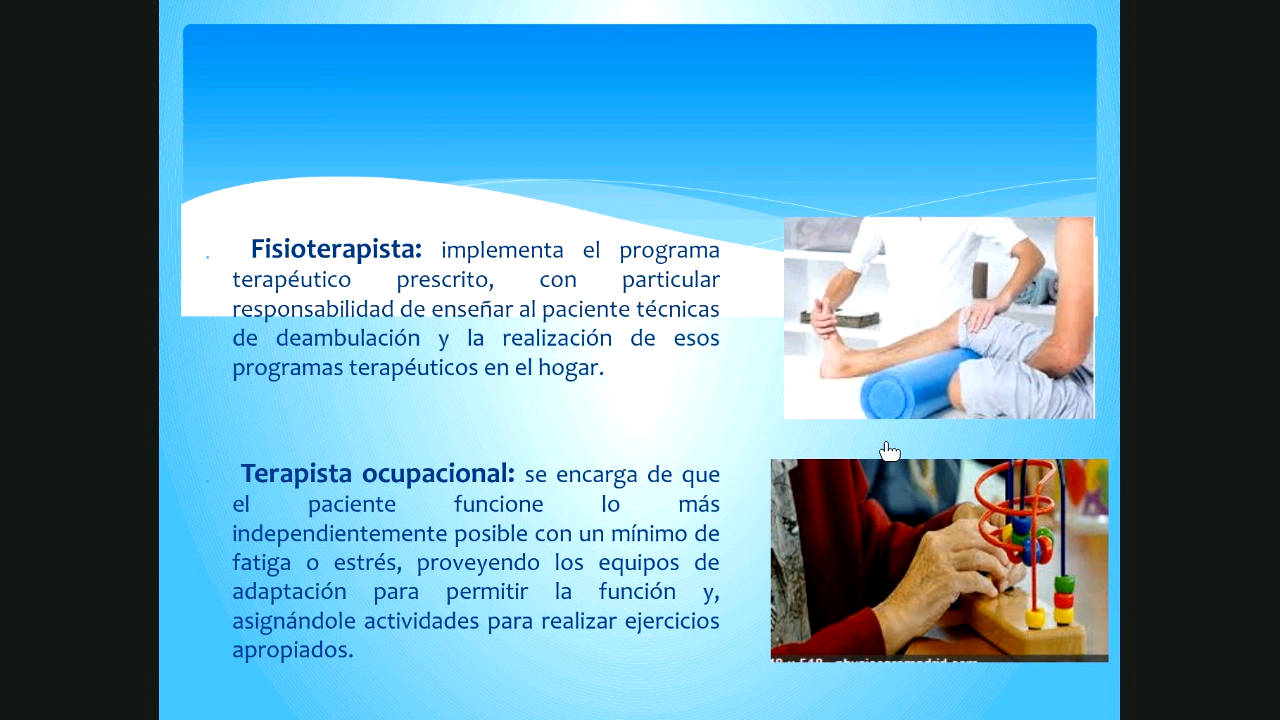 Fisioterapista: implementa el programa
terapéutico prescrito, con particular
responsabilidad de enseñar al paciente técnicas
de deambulación y la realización de esos
programas terapéuticos en el hogar.
Terapista ocupacional: se encarga de que
el paciente funcione lo más
independientemente posible con un mínimo de
fatiga o estrés, proveyendo los equipos de
adaptación para permitir la función y,
asignándole actividades para realizar ejercicios
apropiados.